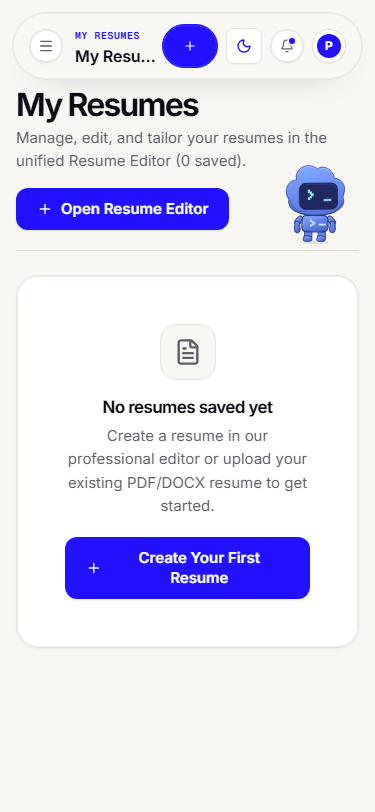 MY RESUMES
My Resu...
P
My Resumes
Manage, edit, and tailor your resumes in the
unified Resume Editor (0 saved).
Open Resume Editor
No resumes saved yet
Create a resume in our
professional editor or upload your
existing PDF/DOCX resume to get
started.
Create Your First
Resume